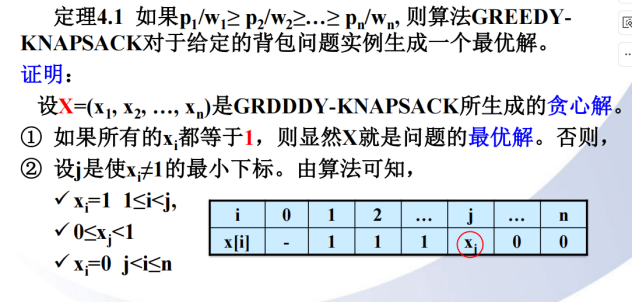 定理4.1 如果p₁/w₁≥ p₂/w₂≥…≥ pₙ/wₙ, 则算法GREEDY-
KNAPSACK对于给定的背包问题实例生成一个最优解。
证明：
设X=(x₁, x₂, …, xₙ)是GRDDDY-KNAPSACK所生成的贪心解。
① 如果所有的xᵢ都等于1，则显然X就是问题的最优解。否则，
② 设j是使xⱼ≠1的最小下标。由算法可知，
✓ xᵢ=1 1≤i<j,
✓ 0≤xⱼ<1
✓ xᵢ=0 j<i≤n
i 0 1 2 … j … n
x[i] - 1 1 1 xⱼ 0 0